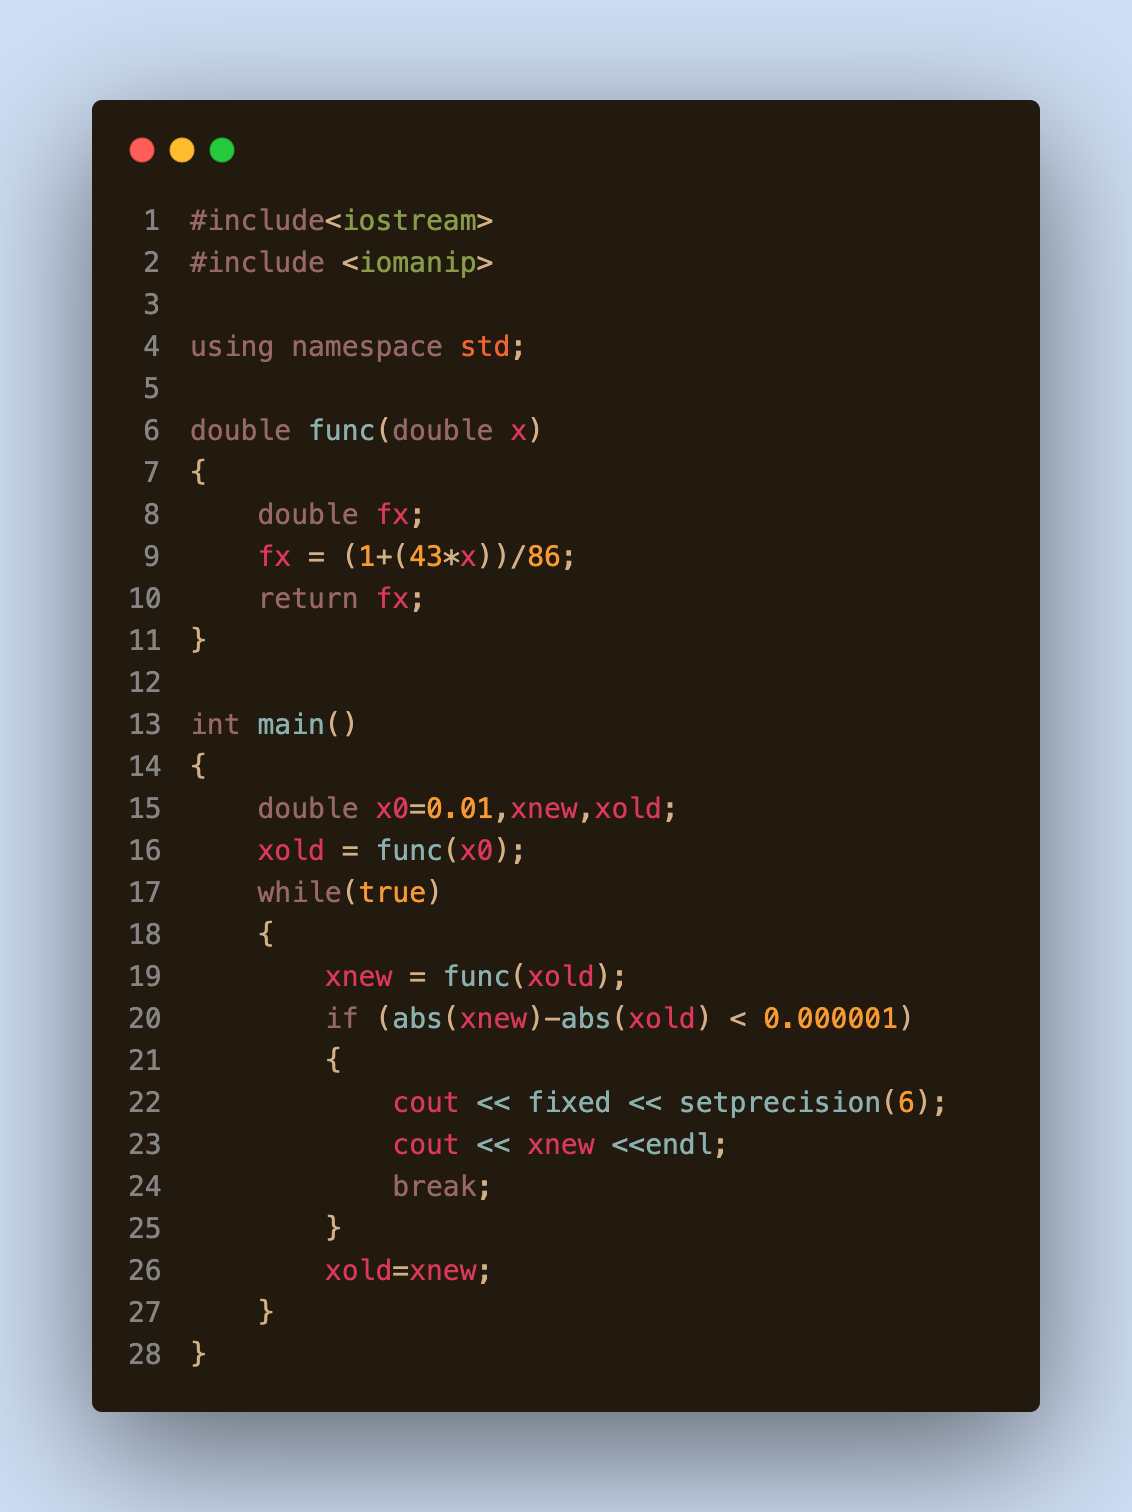 1 #include<iostream>
2 #include <iomanip>
3
4 using namespace std;
5
6 double func(double x)
7 {
8     double fx;
9     fx = (1+(43*x))/86;
10     return fx;
11 }
12
13 int main()
14 {
15     double x0=0.01,xnew,xold;
16     xold = func(x0);
17     while(true)
18     {
19         xnew = func(xold);
20         if (abs(xnew)-abs(xold) < 0.000001)
21         {
22             cout << fixed << setprecision(6);
23             cout << xnew <<endl;
24             break;
25         }
26         xold=xnew;
27     }
28 }